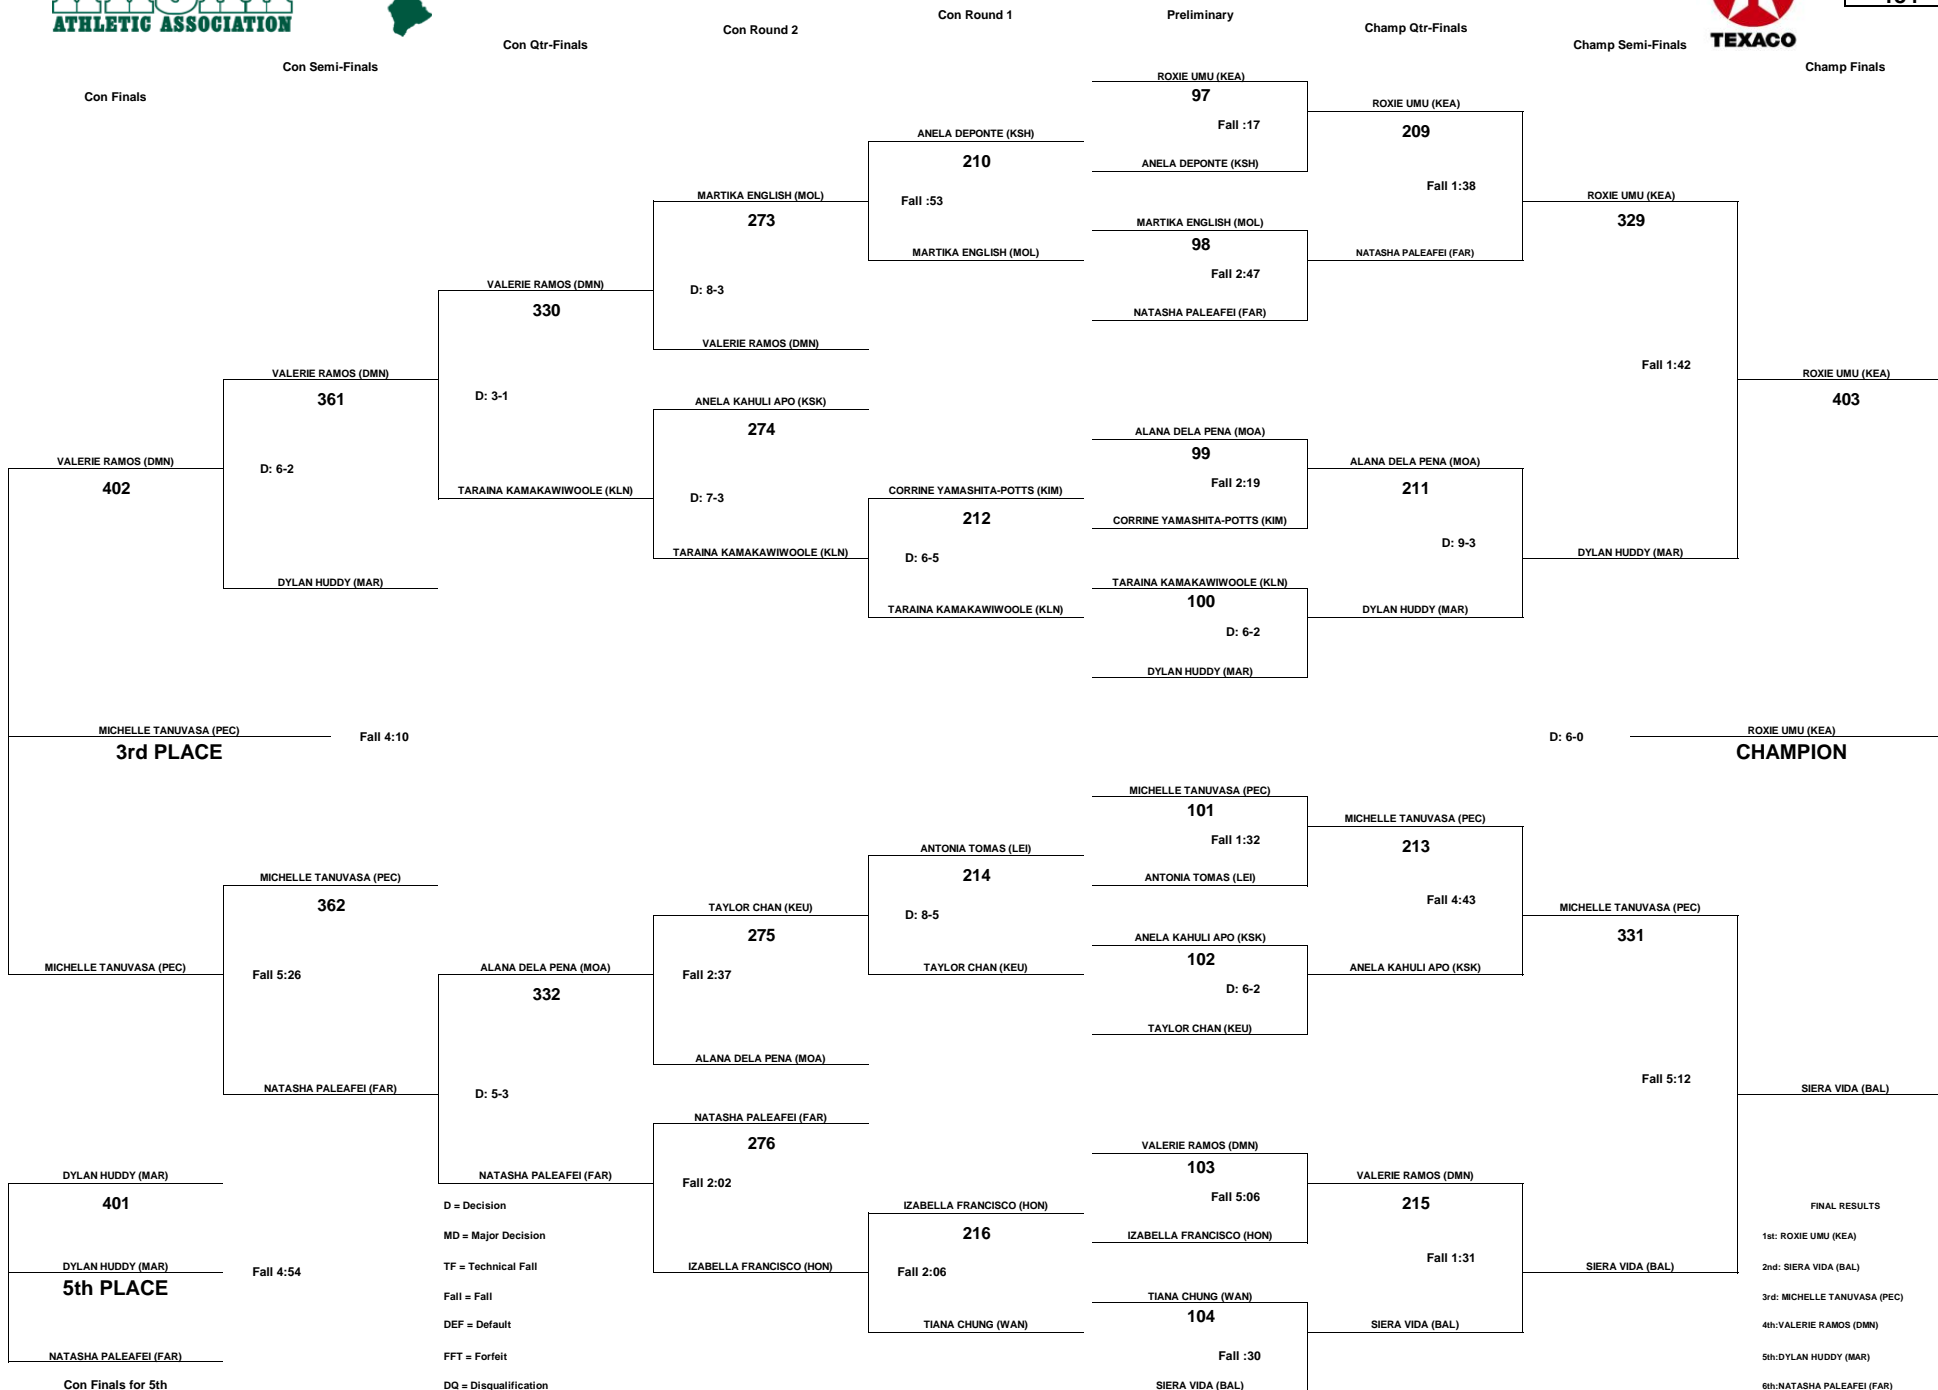 ATHLETIC ASSOCIATION
TEXACO
Con Finals
Con Semi-Finals
Con Qtr-Finals
Con Round 2
Con Round 1
Preliminary
Champ Qtr-Finals
Champ Semi-Finals
Champ Finals
ROXIE UMU (KEA)
97
ROXIE UMU (KEA)
Fall :17
209
ANELA DEPONTE (KSH)
210
ANELA DEPONTE (KSH)
Fall 1:38
MARTIKA ENGLISH (MOL)
Fall :53
ROXIE UMU (KEA)
273
MARTIKA ENGLISH (MOL)
329
98
MARTIKA ENGLISH (MOL)
NATASHA PALEAFEI (FAR)
Fall 2:47
VALERIE RAMOS (DMN)
D: 8-3
330
NATASHA PALEAFEI (FAR)
VALERIE RAMOS (DMN)
Fall 1:42
VALERIE RAMOS (DMN)
ROXIE UMU (KEA)
361
D: 3-1
ANELA KAHULI APO (KSK)
403
274
ALANA DELA PENA (MOA)
99
VALERIE RAMOS (DMN)
D: 6-2
ALANA DELA PENA (MOA)
402
Fall 2:19
211
TARAINA KAMAKAWIWOOLE (KLN)
D: 7-3
CORRINE YAMASHITA-POTTS (KIM)
212
CORRINE YAMASHITA-POTTS (KIM)
D: 9-3
TARAINA KAMAKAWIWOOLE (KLN)
D: 6-5
DYLAN HUDDY (MAR)
DYLAN HUDDY (MAR)
TARAINA KAMAKAWIWOOLE (KLN)
100
TARAINA KAMAKAWIWOOLE (KLN)
DYLAN HUDDY (MAR)
D: 6-2
DYLAN HUDDY (MAR)
MICHELLE TANUVASA (PEC)
Fall 4:10
D: 6-0
ROXIE UMU (KEA)
3rd PLACE
CHAMPION
MICHELLE TANUVASA (PEC)
101
MICHELLE TANUVASA (PEC)
Fall 1:32
213
ANTONIA TOMAS (LEI)
214
ANTONIA TOMAS (LEI)
MICHELLE TANUVASA (PEC)
362
Fall 4:43
TAYLOR CHAN (KEU)
D: 8-5
MICHELLE TANUVASA (PEC)
275
ANELA KAHULI APO (KSK)
331
102
MICHELLE TANUVASA (PEC)
Fall 5:26
ALANA DELA PENA (MOA)
Fall 2:37
TAYLOR CHAN (KEU)
ANELA KAHULI APO (KSK)
332
D: 6-2
TAYLOR CHAN (KEU)
ALANA DELA PENA (MOA)
Fall 5:12
NATASHA PALEAFEI (FAR)
D: 5-3
SIERA VIDA (BAL)
NATASHA PALEAFEI (FAR)
276
VALERIE RAMOS (DMN)
103
DYLAN HUDDY (MAR)
NATASHA PALEAFEI (FAR)
Fall 2:02
VALERIE RAMOS (DMN)
401
D = Decision
IZABELLA FRANCISCO (HON)
Fall 5:06
215
FINAL RESULTS
MD = Major Decision
216
IZABELLA FRANCISCO (HON)
1st: ROXIE UMU (KEA)
Fall 1:31
DYLAN HUDDY (MAR)
Fall 4:54
TF = Technical Fall
IZABELLA FRANCISCO (HON)
Fall 2:06
SIERA VIDA (BAL)
2nd: SIERA VIDA (BAL)
5th PLACE
Fall = Fall
TIANA CHUNG (WAN)
3rd: MICHELLE TANUVASA (PEC)
104
DEF = Default
TIANA CHUNG (WAN)
SIERA VIDA (BAL)
4th:VALERIE RAMOS (DMN)
NATASHA PALEAFEI (FAR)
FFT = Forfeit
Fall :30
5th:DYLAN HUDDY (MAR)
Con Finals for 5th
DQ = Disqualification
SIERA VIDA (BAL)
6th:NATASHA PALEAFEI (FAR)